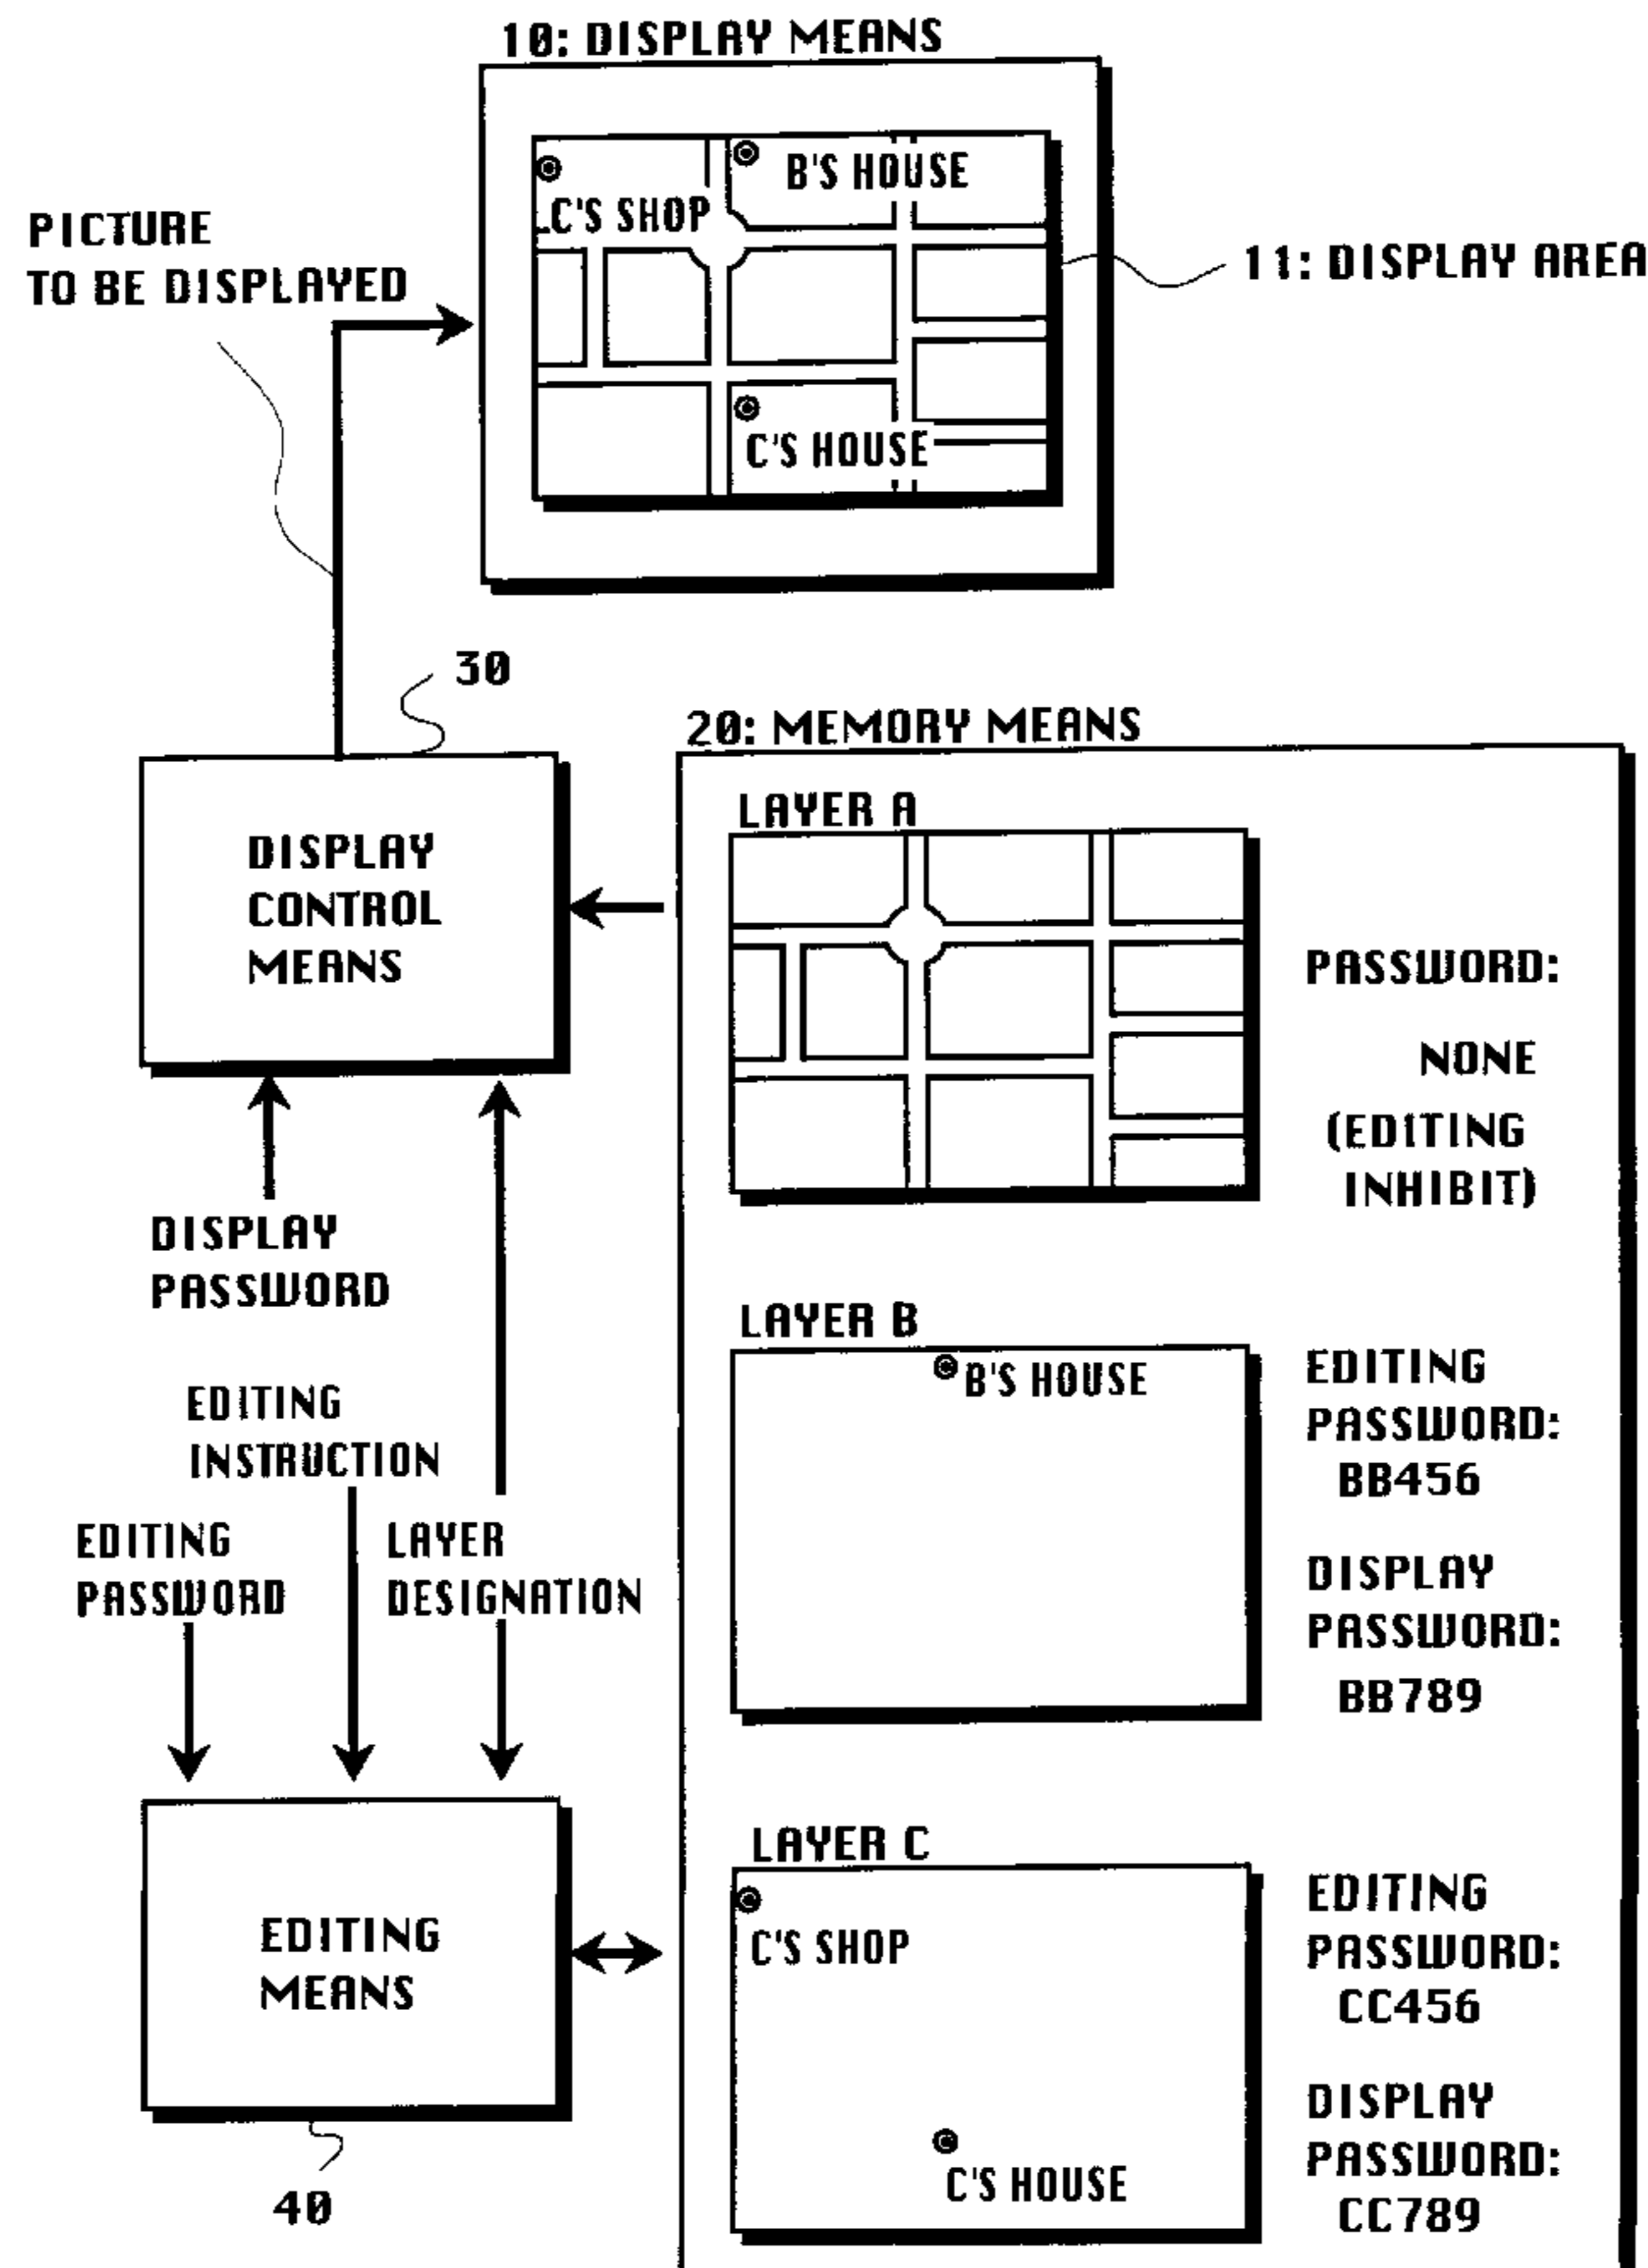 10: DISPLAY MEANS
B'S HOUSE
C'S SHOP
C'S HOUSE
11: DISPLAY AREA
PICTURE
TO BE DISPLAYED
30
DISPLAY
CONTROL
MEANS
20: MEMORY MEANS
LAYER A
PASSWORD:
NONE
(EDITING
INHIBIT)
DISPLAY
PASSWORD
EDITING
INSTRUCTION
EDITING
PASSWORD
LAYER
DESIGNATION
LAYER B
B'S HOUSE
EDITING
PASSWORD:
BB456
DISPLAY
PASSWORD:
BB789
EDITING
MEANS
40
LAYER C
C'S SHOP
C'S HOUSE
EDITING
PASSWORD:
CC456
DISPLAY
PASSWORD:
CC789